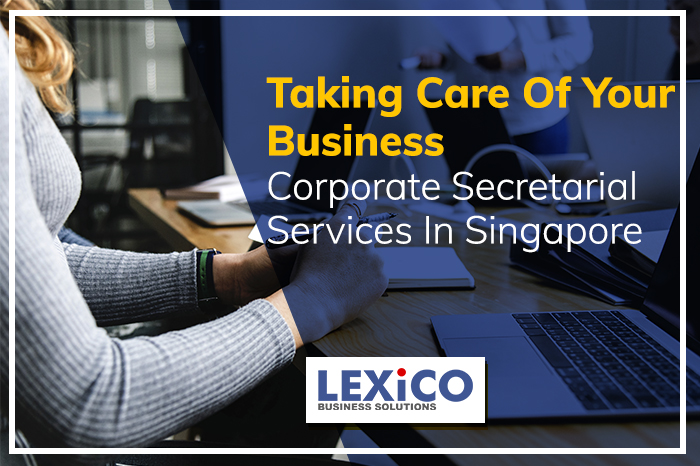 Taking Care Of Your
Business
Corporate Secretarial
Services In Singapore
LEXiCO
BUSINESS SOLUTIONS